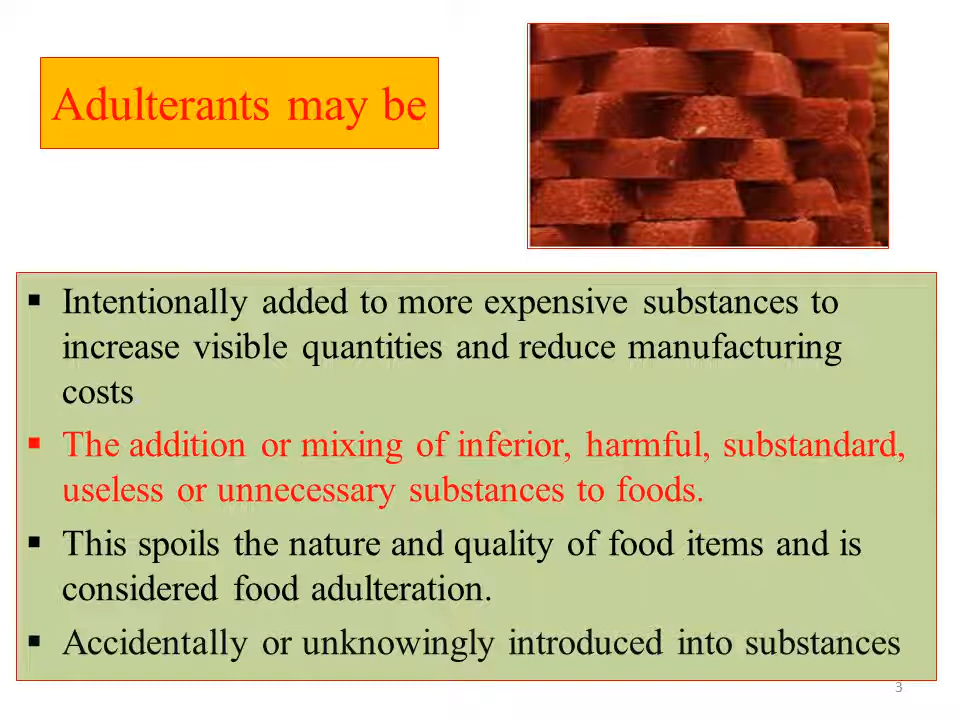 Adulterants may be
▪ Intentionally added to more expensive substances to
increase visible quantities and reduce manufacturing
costs
▪ The addition or mixing of inferior, harmful, substandard,
useless or unnecessary substances to foods.
▪ This spoils the nature and quality of food items and is
considered food adulteration.
▪ Accidentally or unknowingly introduced into substances
3